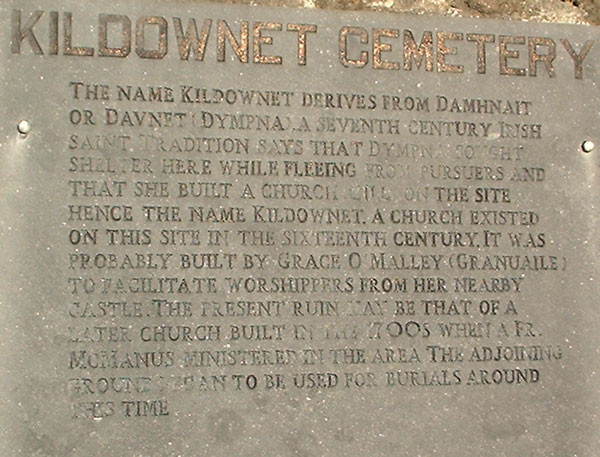 KILDOWNET CEMETERY
THE NAME KILDOWNET DERIVES FROM DAMHNAIT
OR DAVNET (DYMPNA), A SEVENTH CENTURY IRISH
SAINT. TRADITION SAYS THAT DYMPNA SOUGHT
SHELTER HERE WHILE FLEEING FROM PURSUERS AND
THAT SHE BUILT A CHURCH (CILL) ON THE SITE
HENCE THE NAME KILDOWNET. A CHURCH EXISTED
ON THIS SITE IN THE SIXTEENTH CENTURY. IT WAS
PROBABLY BUILT BY GRACE O'MALLEY (GRANUAILE)
TO FACILITATE WORSHIPPERS FROM HER NEARBY
CASTLE. THE PRESENT RUIN MAY BE THAT OF A
LATER CHURCH BUILT IN THE 1700S WHEN A FR.
MCMANUS MINISTERED IN THE AREA THE ADJOINING
GROUND BEGAN TO BE USED FOR BURIALS AROUND
THIS TIME